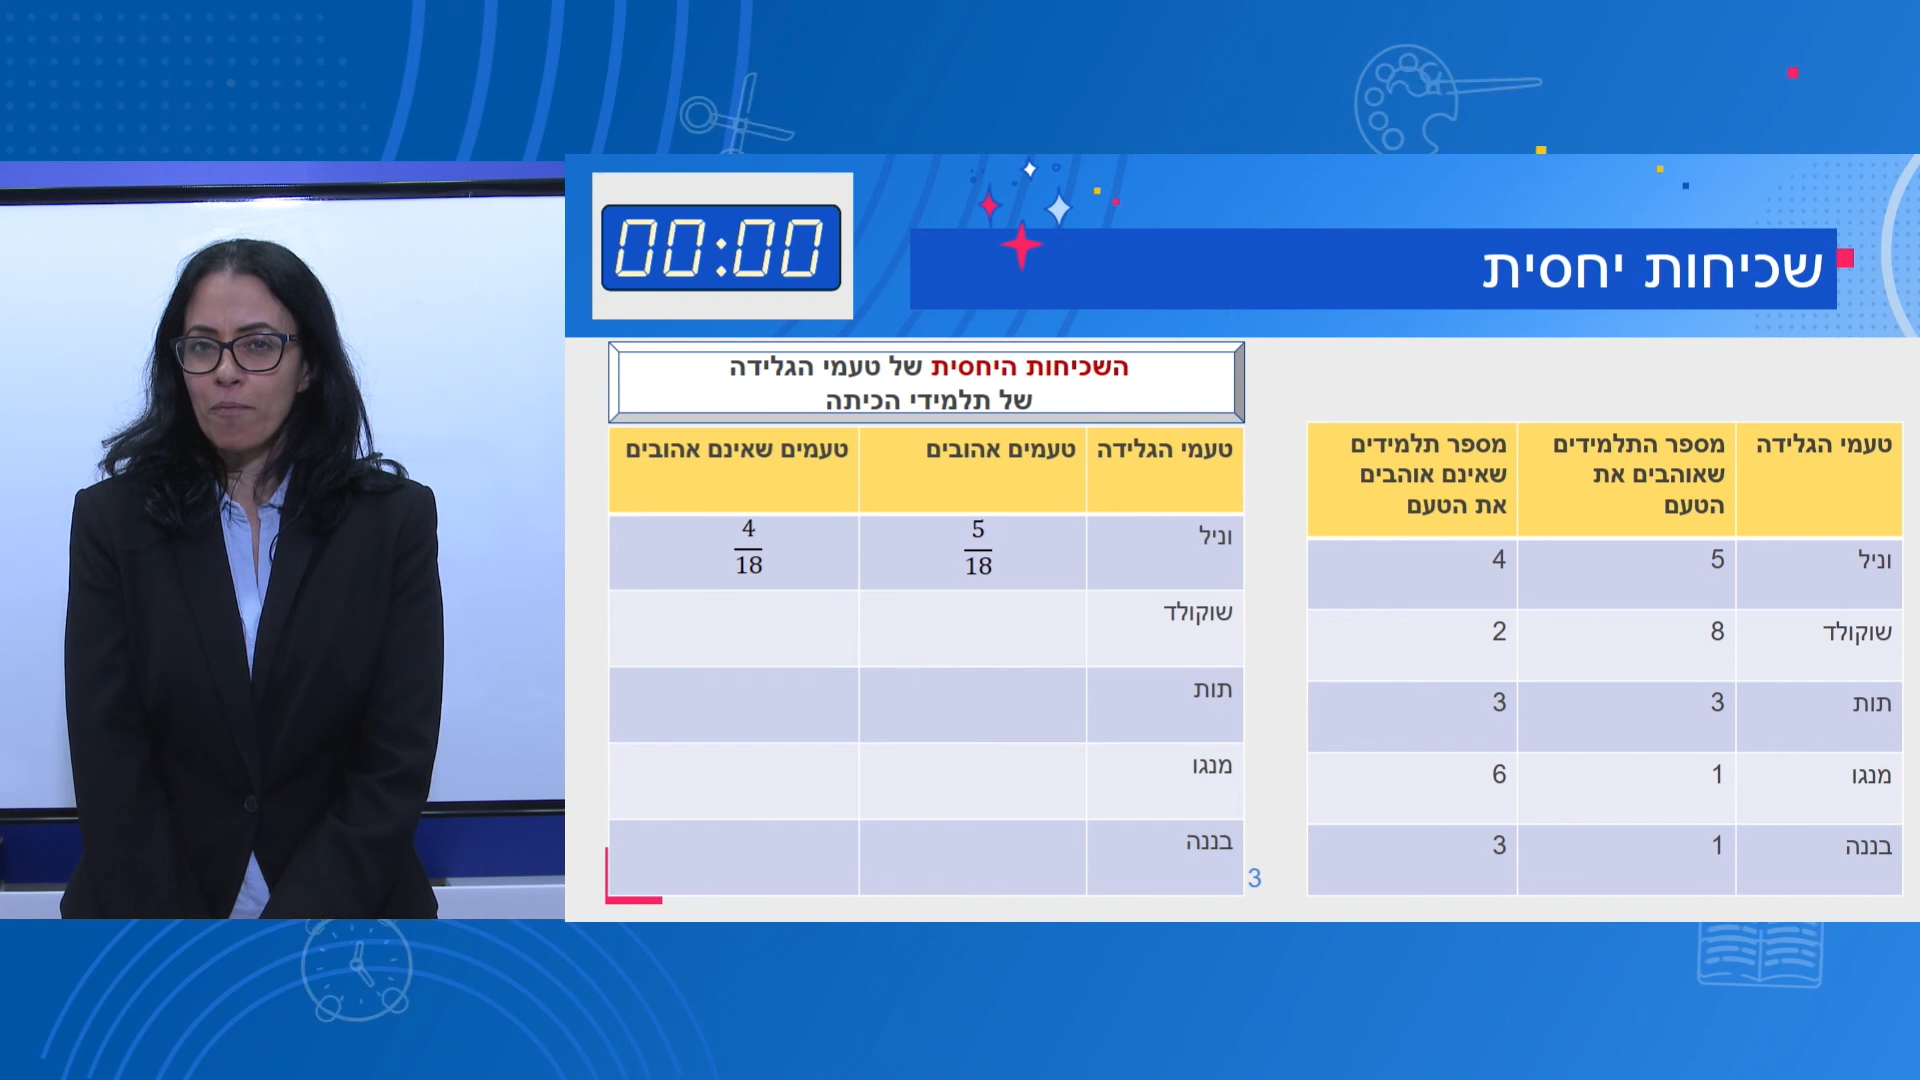 00:00
שכיחות יחסית
טעמי הגלידה
מספר התלמידים
שאוהבים את
הטעם
מספר תלמידים
שאינם אוהבים
את הטעם
וניל 5 4
שוקולד 8 2
תות 3 3
מנגו 1 6
בננה 1 3
השכיחות היחסית של טעמי הגלידה
של תלמידי הכיתה
טעמי הגלידה טעמים אהובים טעמים שאינם אהובים
וניל 5/18 4/18
שוקולד
תות
מנגו
בננה
3